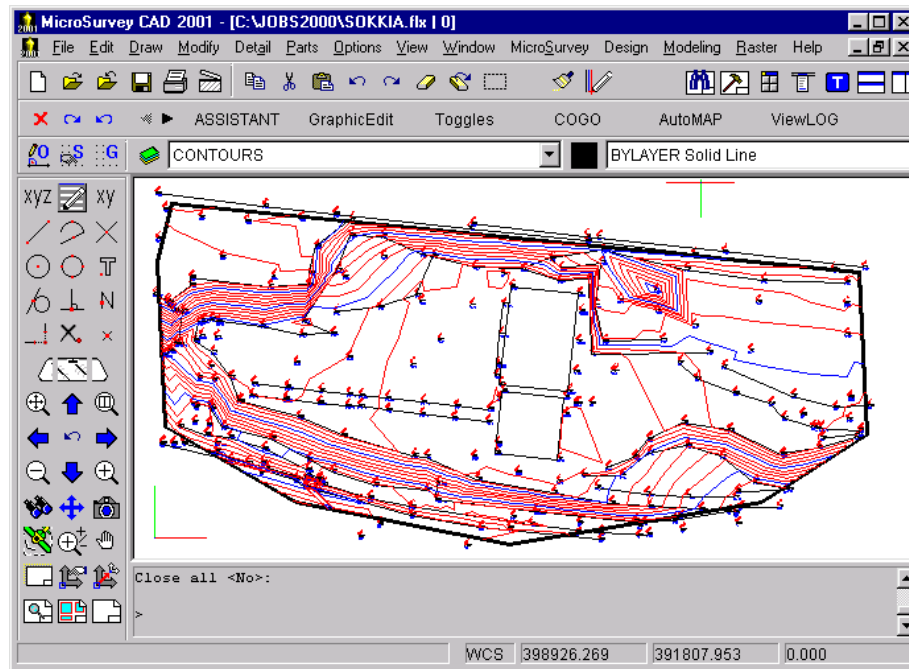 MicroSurvey CAD 2001 - [C:\JOBS2000\SOKKIA.flx | 0]
File Edit Draw Modify Detail Parts Options View Window MicroSurvey Design Modeling Raster Help
T
ASSISTANT GraphicEdit Toggles COGO AutoMAP ViewLOG
O S G CONTOURS BYLAYER Solid Line
XYZ XY
T
N
Close all <No>:
>
WCS 398926.269 391807.953 0.000